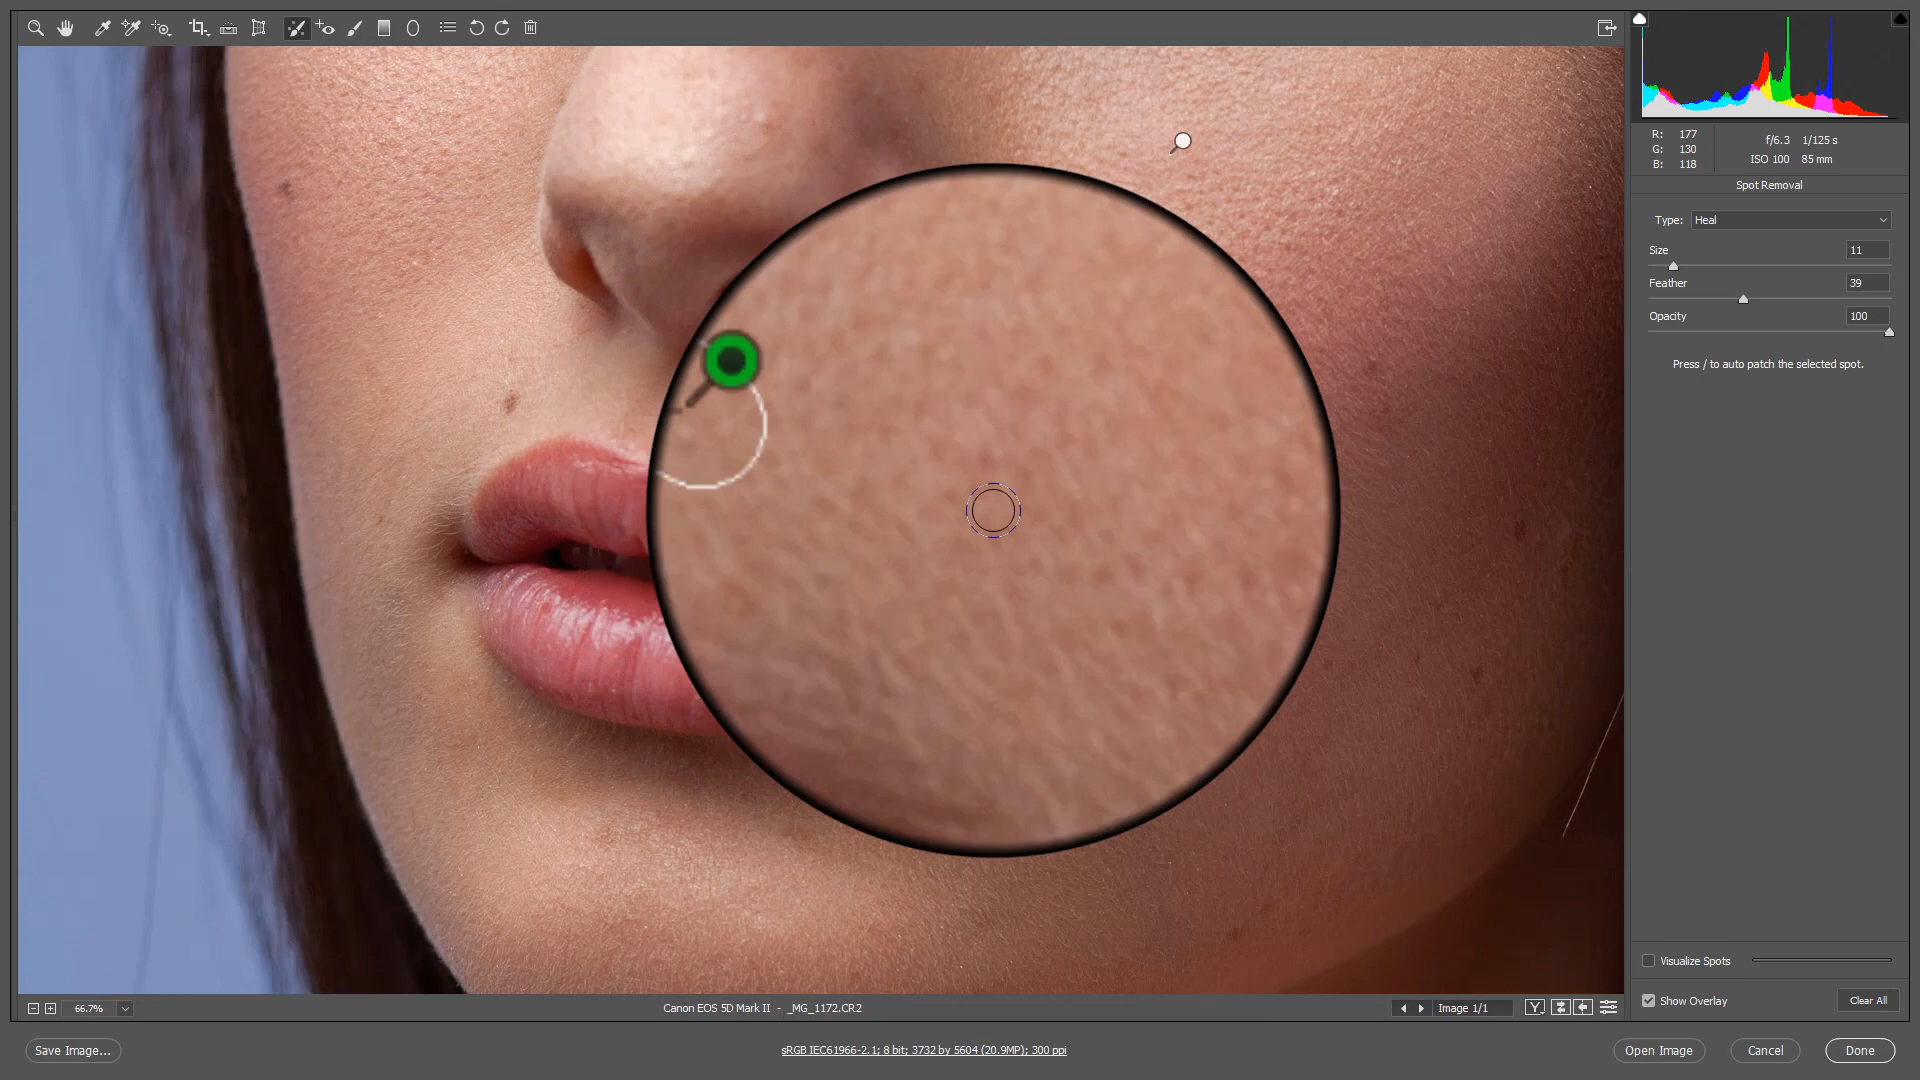 R: 177
G: 130
B: 118
f/6.3 1/125 s
ISO 100 85 mm
Spot Removal
Type: Heal
Size 11
Feather 39
Opacity 100
Press / to auto patch the selected spot.
Visualize Spots
Show Overlay Clear All
66.7% Canon EOS 5D Mark II - _MG_1172.CR2 Image 1/1 Y
Save Image... sRGB IEC61966-2.1; 8 bit; 3732 by 5604 (20.9MP); 300 ppi Open Image Cancel Done